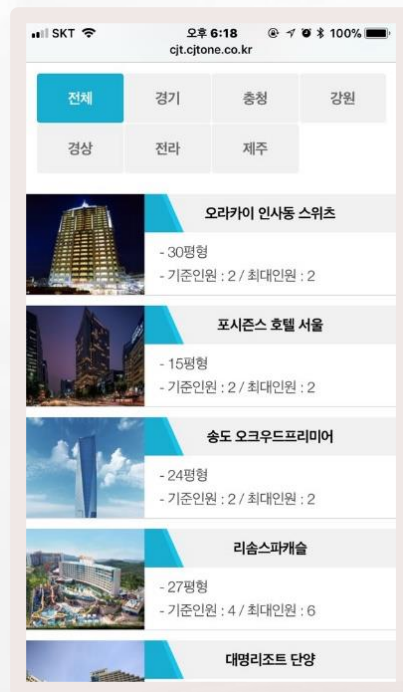 SKT 오후 6:18 100%
cjt.cjtone.co.kr
전체 경기 충청 강원
경상 전라 제주
오라카이 인사동 스위츠
- 30평형
- 기준인원 : 2 / 최대인원 : 2
포시즌스 호텔 서울
- 15평형
- 기준인원 : 2 / 최대인원 : 2
송도 오크우드프리미어
- 24평형
- 기준인원 : 2 / 최대인원 : 2
리솜스파캐슬
- 27평형
- 기준인원 : 4 / 최대인원 : 6
대명리조트 단양